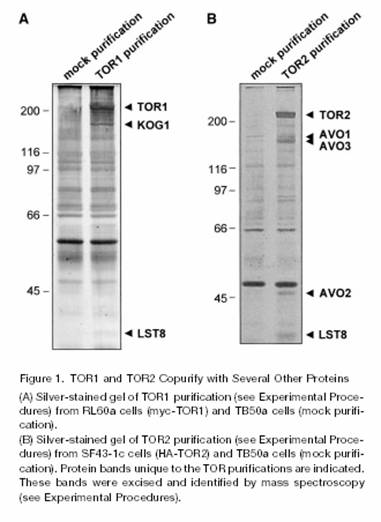 A
B
mock purification
TOR1 purification
mock purification
TOR2 purification
200
TOR1
KOG1
116
97
66
45
LST8
200
TOR2
AVO1
AVO3
116
97
66
45
AVO2
LST8
Figure 1. TOR1 and TOR2 Copurify with Several Other Proteins
(A) Silver-stained gel of TOR1 purification (see Experimental Proce-
dures) from RL60a cells (myc-TOR1) and TB50a cells (mock purifi-
cation).
(B) Silver-stained gel of TOR2 purification (see Experimental Proce-
dures) from SF43-1c cells (HA-TOR2) and TB50a cells (mock purifi-
cation). Protein bands unique to the TOR purifications are indicated.
These bands were excised and identified by mass spectroscopy
(see Experimental Procedures).